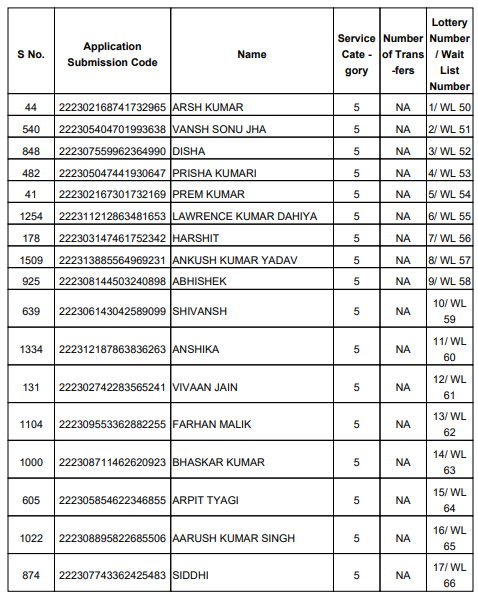 S No. Application Submission Code Name Service Cate - gory Number of Trans -fers Lottery Number / Wait List Number
44 222302168741732965 ARSH KUMAR 5 NA 1/ WL 50
540 222305404701993638 VANSH SONU JHA 5 NA 2/ WL 51
848 222307559962364990 DISHA 5 NA 3/ WL 52
482 222305047441930647 PRISHA KUMARI 5 NA 4/ WL 53
41 222302167301732169 PREM KUMAR 5 NA 5/ WL 54
1254 222311212863481653 LAWRENCE KUMAR DAHIYA 5 NA 6/ WL 55
178 222303147461752342 HARSHIT 5 NA 7/ WL 56
1509 222313885564969231 ANKUSH KUMAR YADAV 5 NA 8/ WL 57
925 222308144503240898 ABHISHEK 5 NA 9/ WL 58
639 222306143042589099 SHIVANSH 5 NA 10/ WL 59
1334 222312187863836263 ANSHIKA 5 NA 11/ WL 60
131 222302742283565241 VIVAAN JAIN 5 NA 12/ WL 61
1104 222309553362882255 FARHAN MALIK 5 NA 13/ WL 62
1000 222308711462620923 BHASKAR KUMAR 5 NA 14/ WL 63
605 222305854622346855 ARPIT TYAGI 5 NA 15/ WL 64
1022 222308895822685506 AARUSH KUMAR SINGH 5 NA 16/ WL 65
874 222307743362425483 SIDDHI 5 NA 17/ WL 66